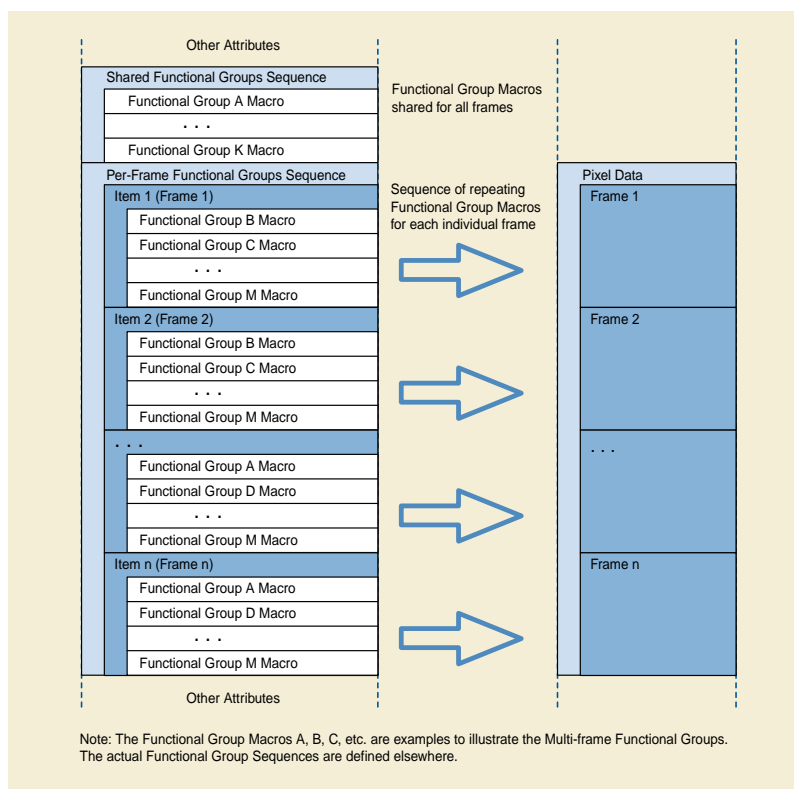 Other Attributes
Shared Functional Groups Sequence
Functional Group A Macro
. . .
Functional Group K Macro
Functional Group Macros
shared for all frames
Per-Frame Functional Groups Sequence
Item 1 (Frame 1)
Functional Group B Macro
Functional Group C Macro
. . .
Functional Group M Macro
Item 2 (Frame 2)
Functional Group B Macro
Functional Group C Macro
. . .
Functional Group M Macro
. . .
Functional Group A Macro
Functional Group D Macro
. . .
Functional Group M Macro
Item n (Frame n)
Functional Group A Macro
Functional Group D Macro
. . .
Functional Group M Macro
Other Attributes
Sequence of repeating
Functional Group Macros
for each individual frame
Pixel Data
Frame 1
Frame 2
. . .
Frame n
Note: The Functional Group Macros A, B, C, etc. are examples to illustrate the Multi-frame Functional Groups.
The actual Functional Group Sequences are defined elsewhere.